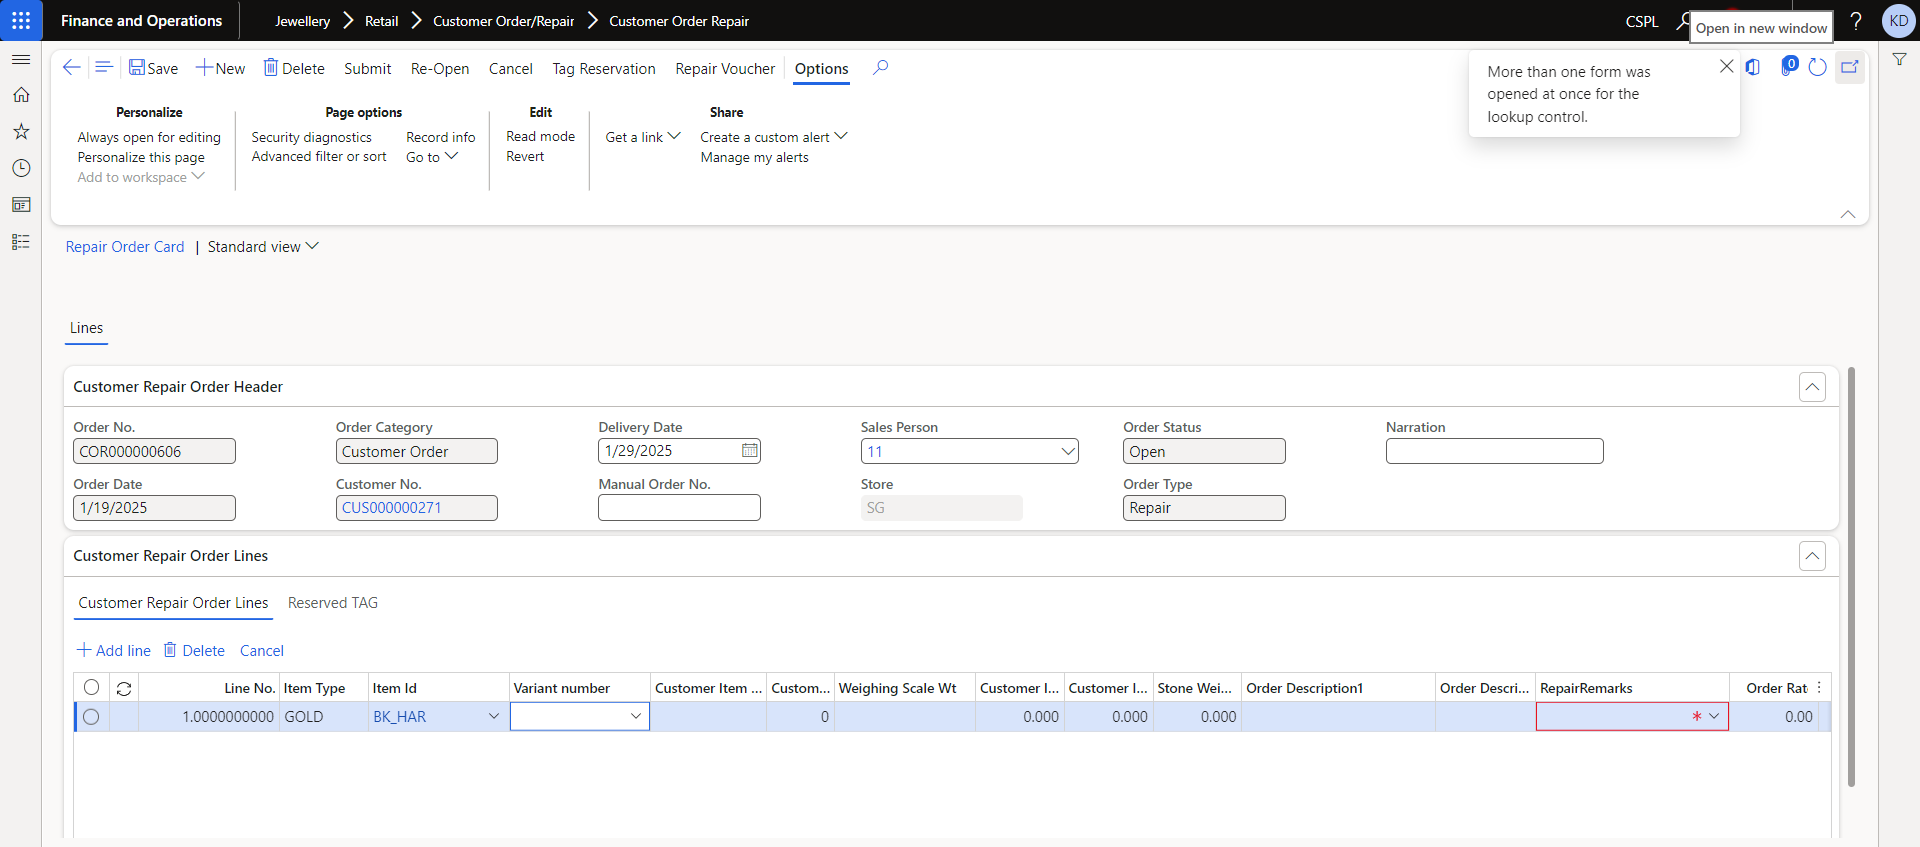 Finance and Operations
Jewellery
Retail
Customer Order/Repair
Customer Order Repair
CSPL
Open in new window
?
KD
Save
New
Delete
Submit
Re-Open
Cancel
Tag Reservation
Repair Voucher
Options
0
More than one form was
opened at once for the
lookup control.
Personalize
Always open for editing
Personalize this page
Add to workspace
Page options
Security diagnostics
Advanced filter or sort
Record info
Go to
Edit
Read mode
Revert
Get a link
Share
Create a custom alert
Manage my alerts
Repair Order Card | Standard view
Lines
Customer Repair Order Header
Order No.
COR000000606
Order Category
Customer Order
Delivery Date
1/29/2025
Sales Person
11
Order Status
Open
Narration
Order Date
1/19/2025
Customer No.
CUS000000271
Manual Order No.
Store
SG
Order Type
Repair
Customer Repair Order Lines
Customer Repair Order Lines
Reserved TAG
Add line
Delete
Cancel
Line No. Item Type Item Id Variant number Customer Item ... Custom... Weighing Scale Wt Customer I... Customer I... Stone Wei... Order Description1 Order Descri... RepairRemarks Order Rat
1.0000000000 GOLD BK_HAR 0 0.000 0.000 0.000 * 0.00